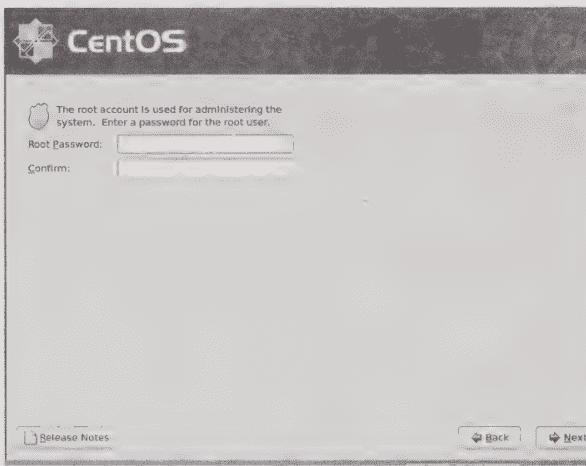 CentOS
The root account is used for administering the
system. Enter a password for the root user.
Root Password:
Confirm:
Release Notes
Back
Next